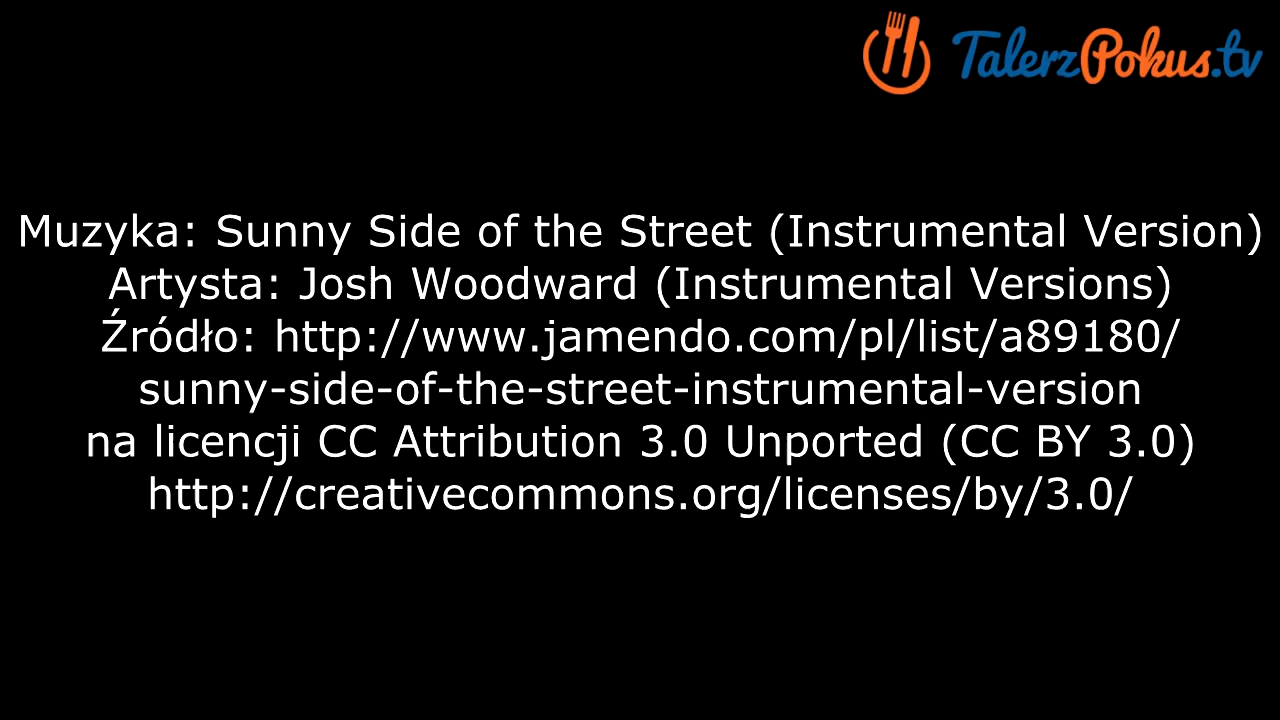 TalerzPokus.tv
Muzyka: Sunny Side of the Street (Instrumental Version)
Artysta: Josh Woodward (Instrumental Versions)
Źródło: http://www.jamendo.com/pl/list/a89180/
sunny-side-of-the-street-instrumental-version
na licencji CC Attribution 3.0 Unported (CC BY 3.0)
http://creativecommons.org/licenses/by/3.0/